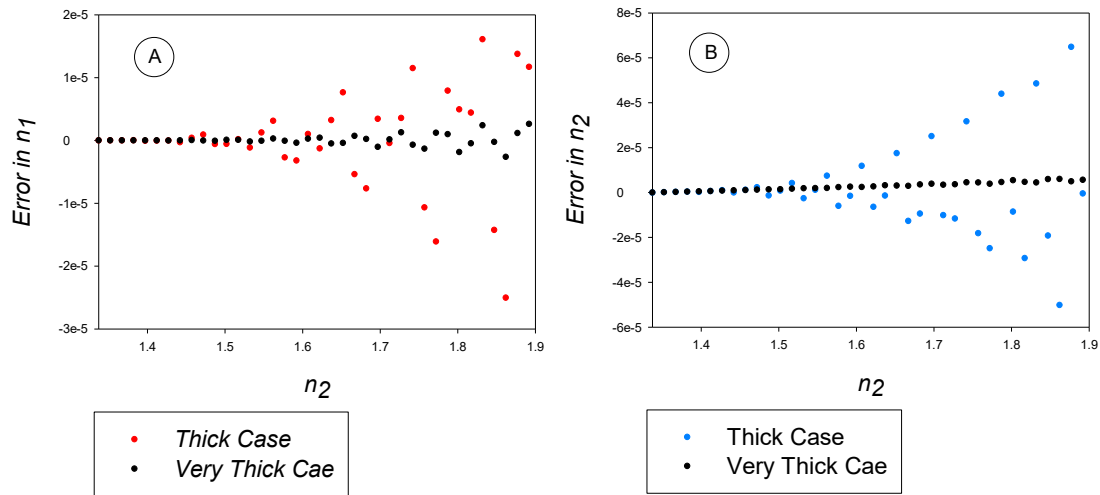 A
2e-5
1e-5
0
-1e-5
-2e-5
-3e-5
Error in n1
1.4
1.5
1.6
1.7
1.8
1.9
n2
Thick Case
Very Thick Cae
B
8e-5
6e-5
4e-5
2e-5
0
-2e-5
-4e-5
-6e-5
Error in n2
1.4
1.5
1.6
1.7
1.8
1.9
n2
Thick Case
Very Thick Cae